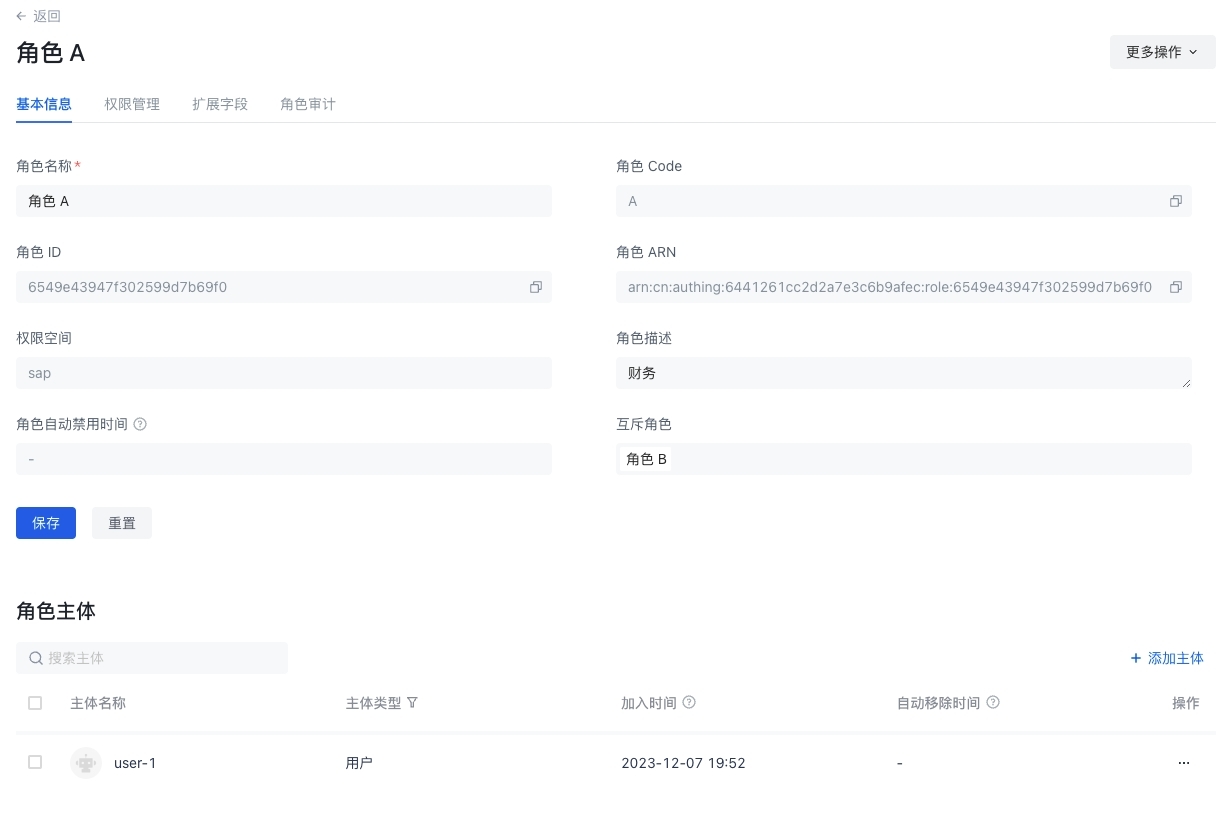 返回
角色 A
更多操作
基本信息 权限管理 扩展字段 角色审计
角色名称* 角色 Code
角色 A A
角色 ID 角色 ARN
6549e43947f302599d7b69f0 arn:cn:authing:6441261cc2d2a7e3c6b9afec:role:6549e43947f302599d7b69f0
权限空间 角色描述
sap 财务
角色自动禁用时间 互斥角色
- 角色 B
保存 重置
角色主体
搜索主体 + 添加主体
主体名称 主体类型 加入时间 自动移除时间 操作
user-1 用户 2023-12-07 19:52 - ···